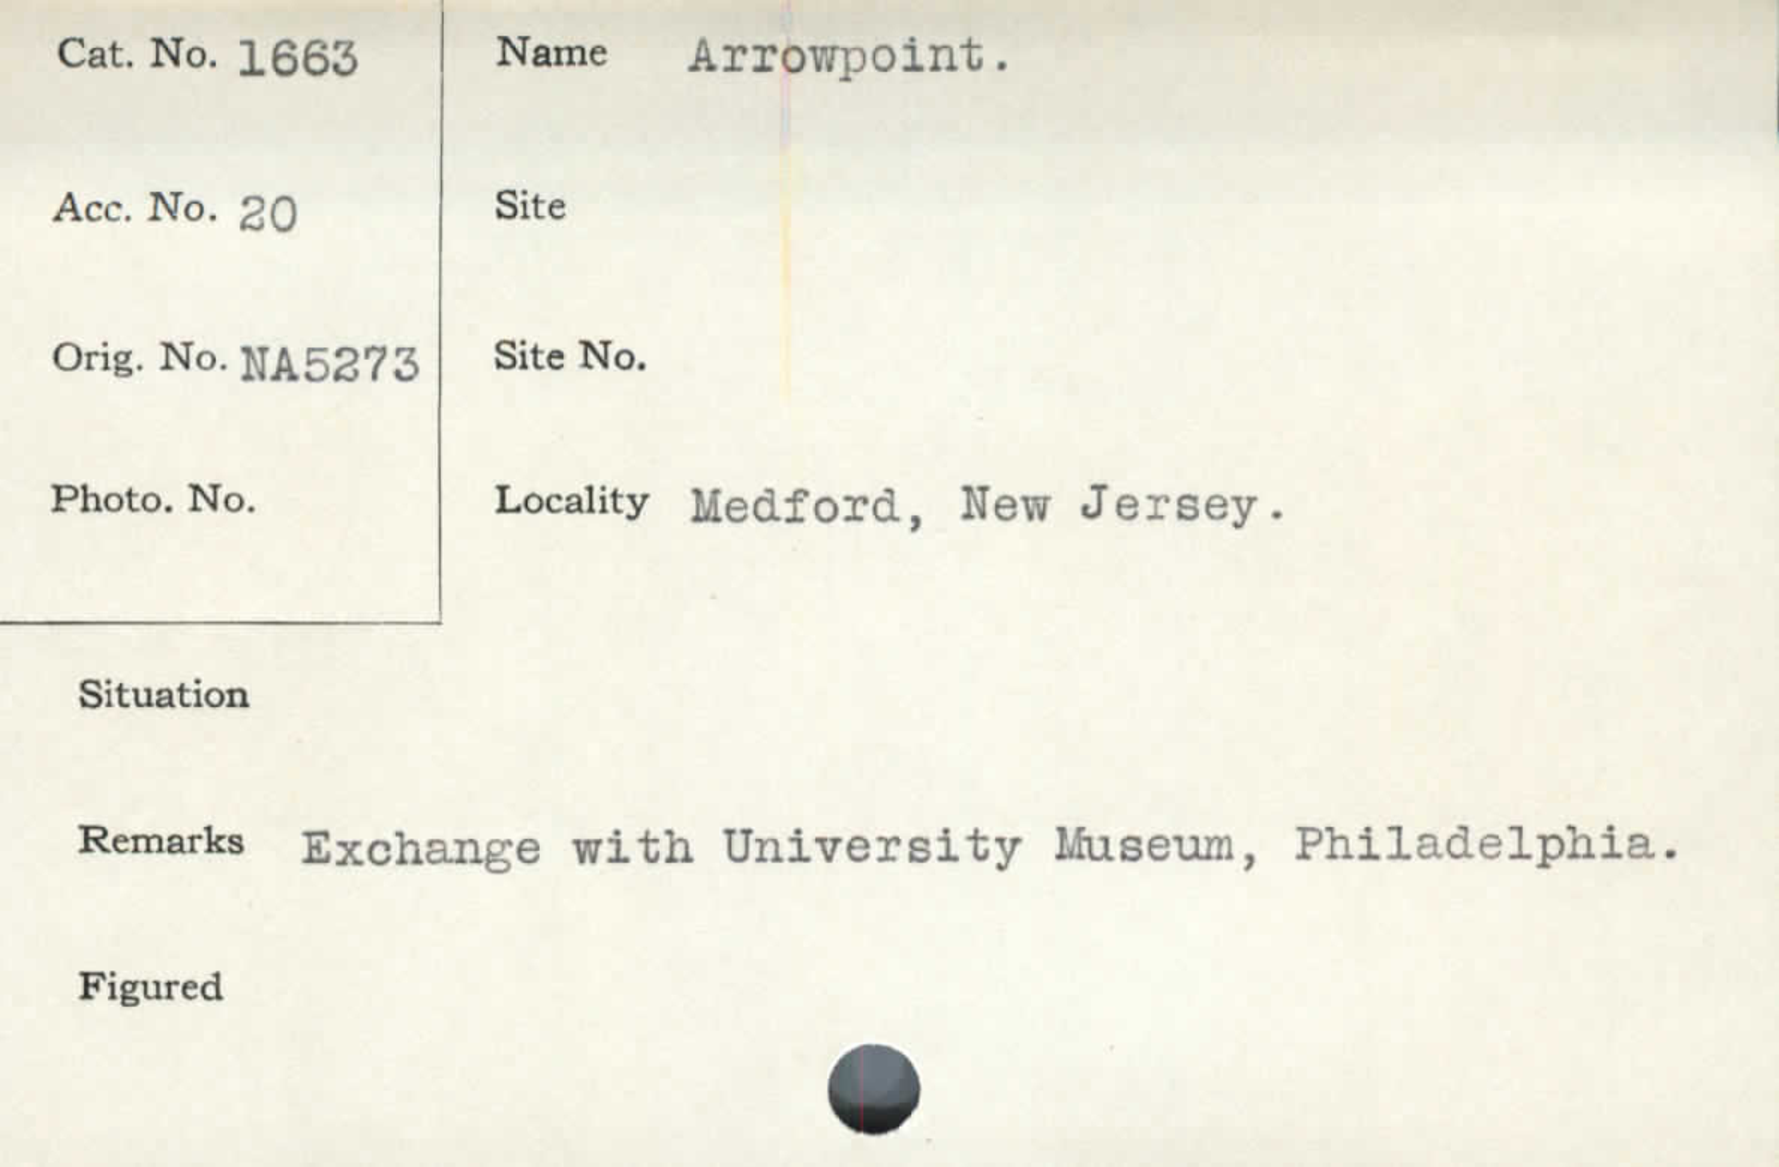 Cat. No. 1663
Name Arrowpoint.
Acc. No. 20
Site
Orig. No. NA5273
Site No.
Photo. No.
Locality Medford, New Jersey.
Situation
Remarks Exchange with University Museum, Philadelphia.
Figured